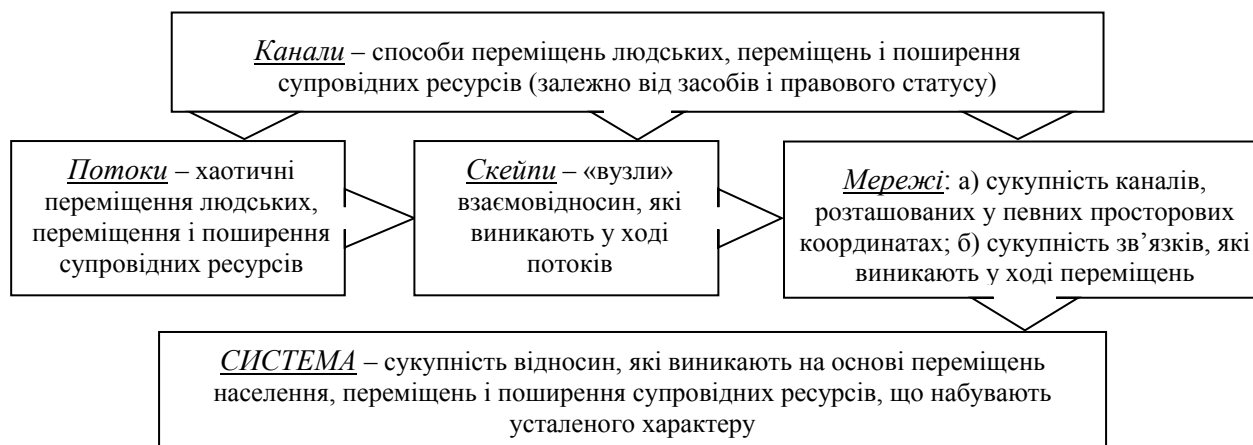 Канали – способи переміщень людських, переміщень і поширення
супровідних ресурсів (залежно від засобів і правового статусу)
Потоки – хаотичні
переміщення людських,
переміщення і поширення
супровідних ресурсів
Скейпи – «вузли»
взаємовідносин, які
виникають у ході
потоків
Мережі: а) сукупність каналів,
розташованих у певних просторових
координатах; б) сукупність зв’язків, які
виникають у ході переміщень
СИСТЕМА – сукупність відносин, які виникають на основі переміщень
населення, переміщень і поширення супровідних ресурсів, що набувають
усталеного характеру